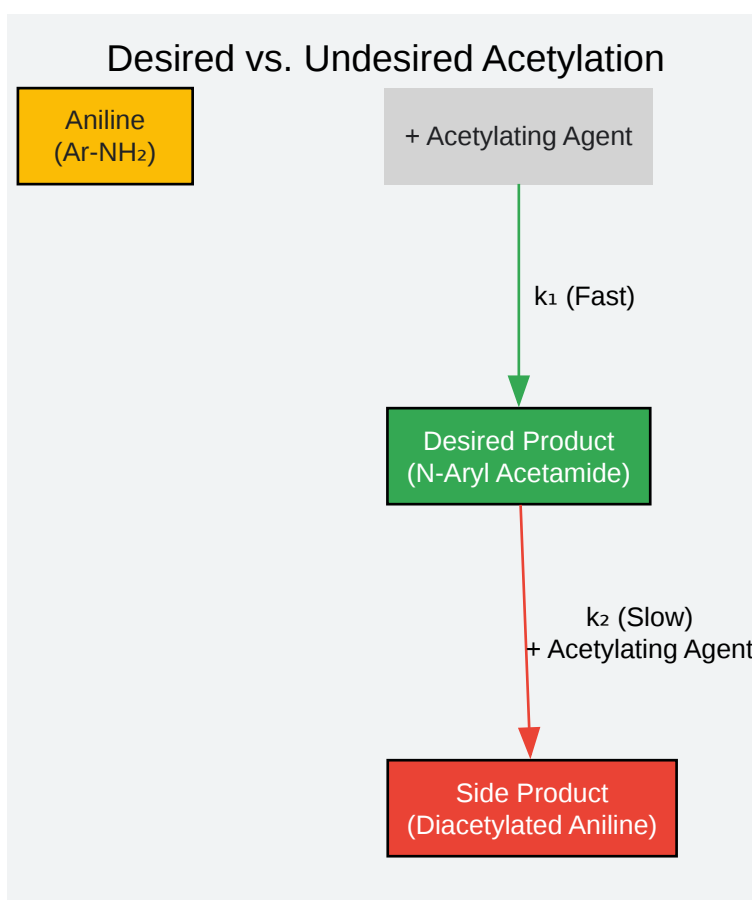 Desired vs. Undesired Acetylation
Aniline
(Ar-NH₂)
+ Acetylating Agent
k₁ (Fast)
Desired Product
(N-Aryl Acetamide)
k₂ (Slow)
+ Acetylating Agent
Side Product
(Diacetylated Aniline)